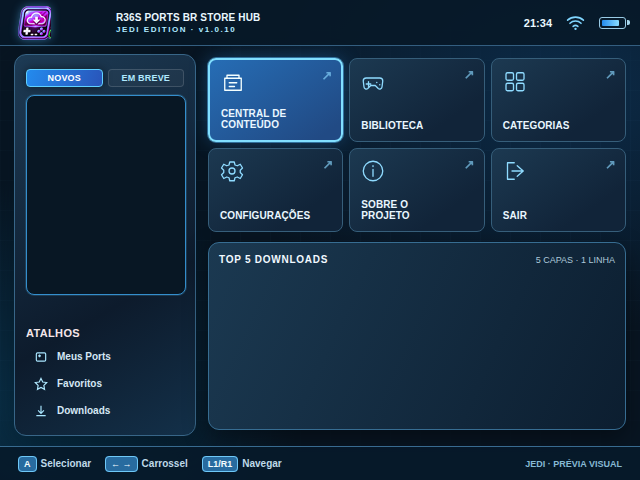 R36S PORTS BR STORE HUB
JEDI EDITION · v1.0.10
21:34
NOVOS
EM BREVE
CENTRAL DE
CONTEÚDO
BIBLIOTECA
CATEGORIAS
CONFIGURAÇÕES
SOBRE O
PROJETO
SAIR
TOP 5 DOWNLOADS
5 CAPAS · 1 LINHA
ATALHOS
Meus Ports
Favoritos
Downloads
A Selecionar
← → Carrossel
L1/R1 Navegar
JEDI · PRÉVIA VISUAL